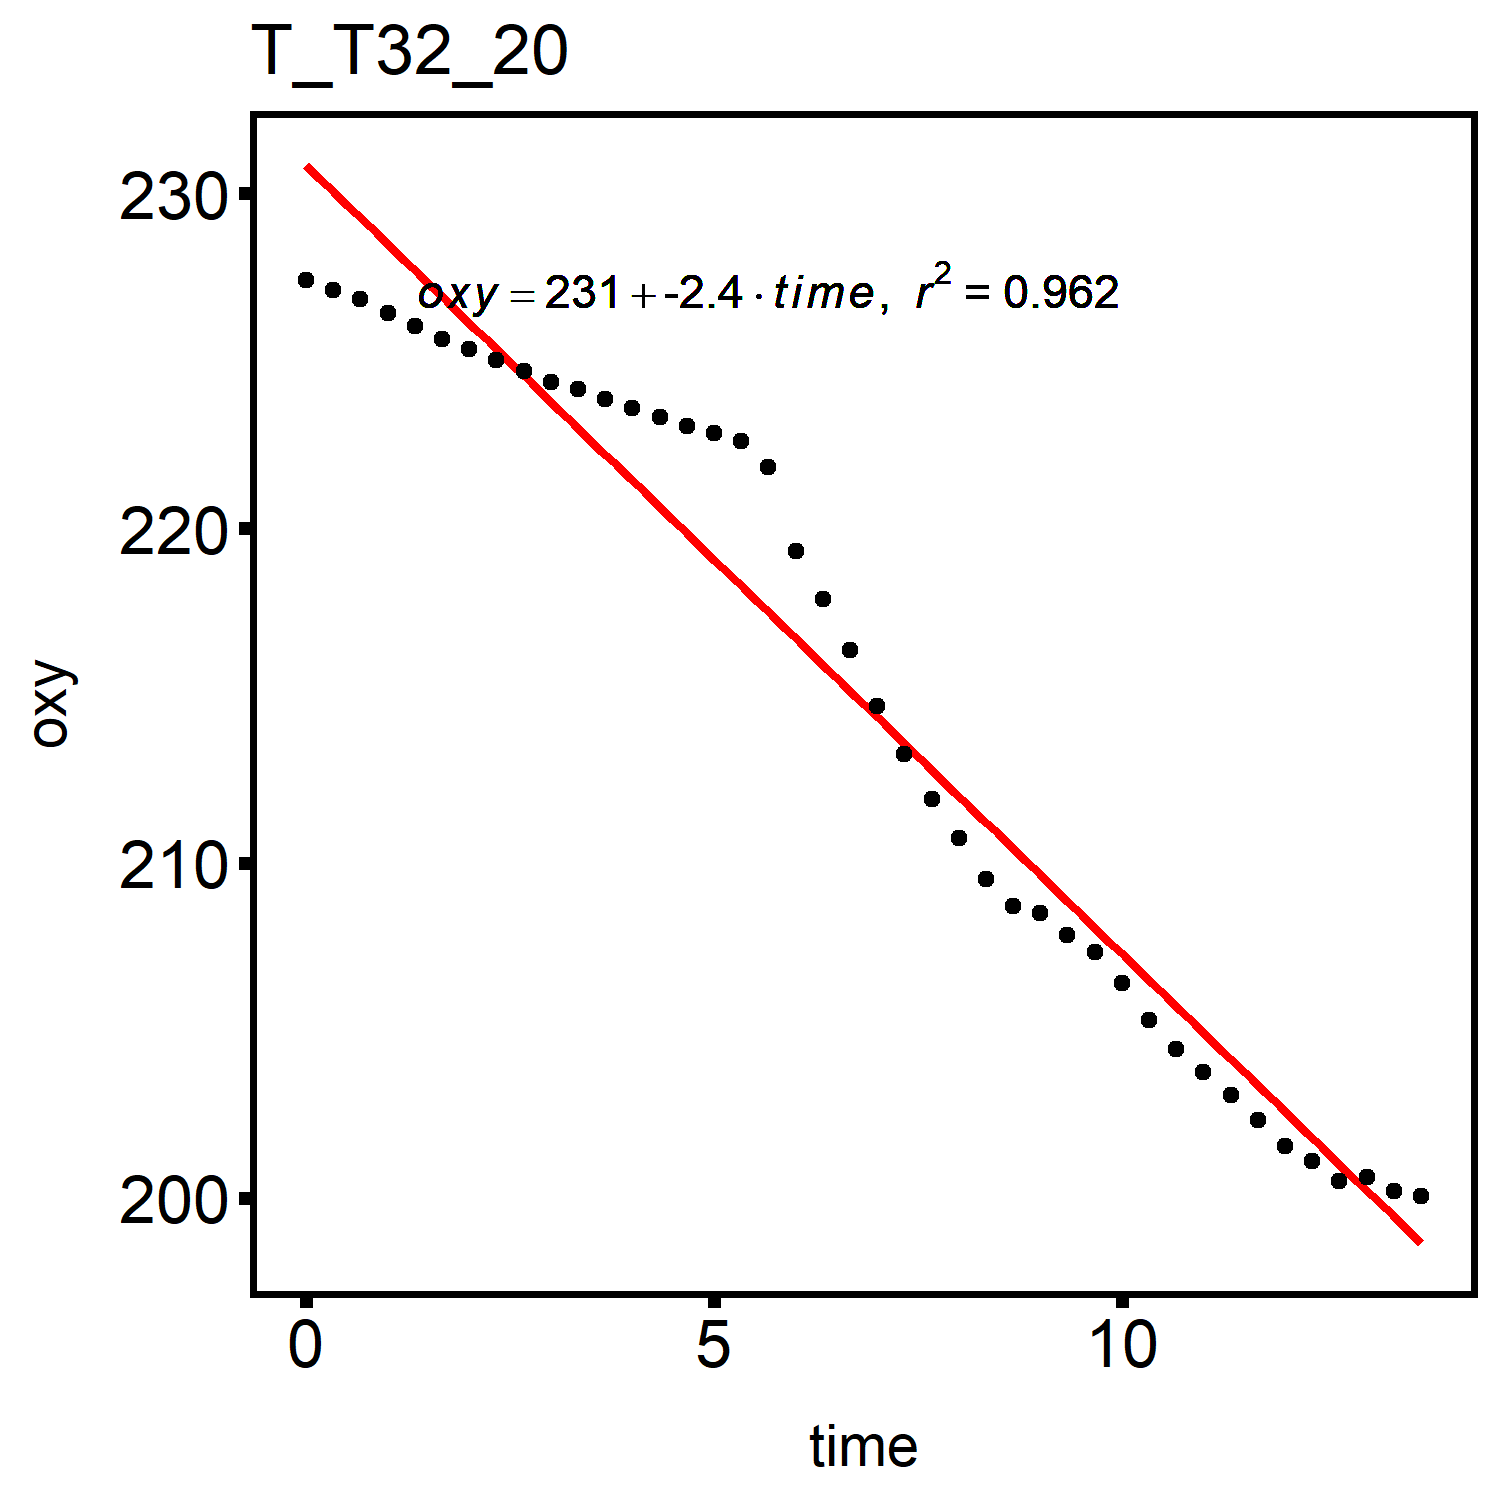 T_T32_20
230
oxy = 231 + -2.4 · time, r² = 0.962
220
oxy
210
200
0 5 10
time